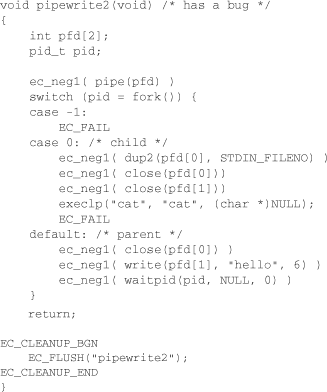 void pipewrite2(void) /* has a bug */
{
    int pfd[2];
    pid_t pid;

    ec_neg1( pipe(pfd) )
    switch (pid = fork()) {
    case -1:
        EC_FAIL
    case 0: /* child */
        ec_neg1( dup2(pfd[0], STDIN_FILENO) )
        ec_neg1( close(pfd[0]))
        ec_neg1( close(pfd[1]))
        execlp("cat", "cat", (char *)NULL);
        EC_FAIL
    default: /* parent */
        ec_neg1( close(pfd[0]) )
        ec_neg1( write(pfd[1], "hello", 6) )
        ec_neg1( waitpid(pid, NULL, 0) )
    }
    return;

EC_CLEANUP_BGN
    EC_FLUSH("pipewrite2");
EC_CLEANUP_END
}